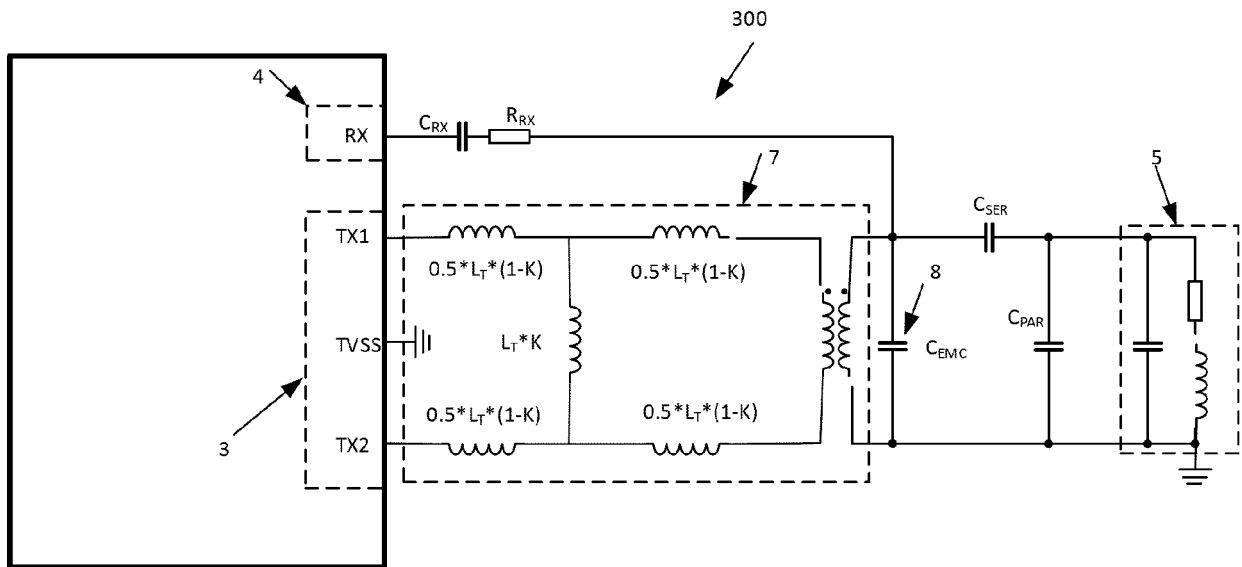 300
4
RX
C_RX
R_RX
7
5
TX1
C_SER
0.5*L_T*(1-K)
0.5*L_T*(1-K)
8
TVSS
L_T*K
C_EMC
C_PAR
0.5*L_T*(1-K)
0.5*L_T*(1-K)
3
TX2